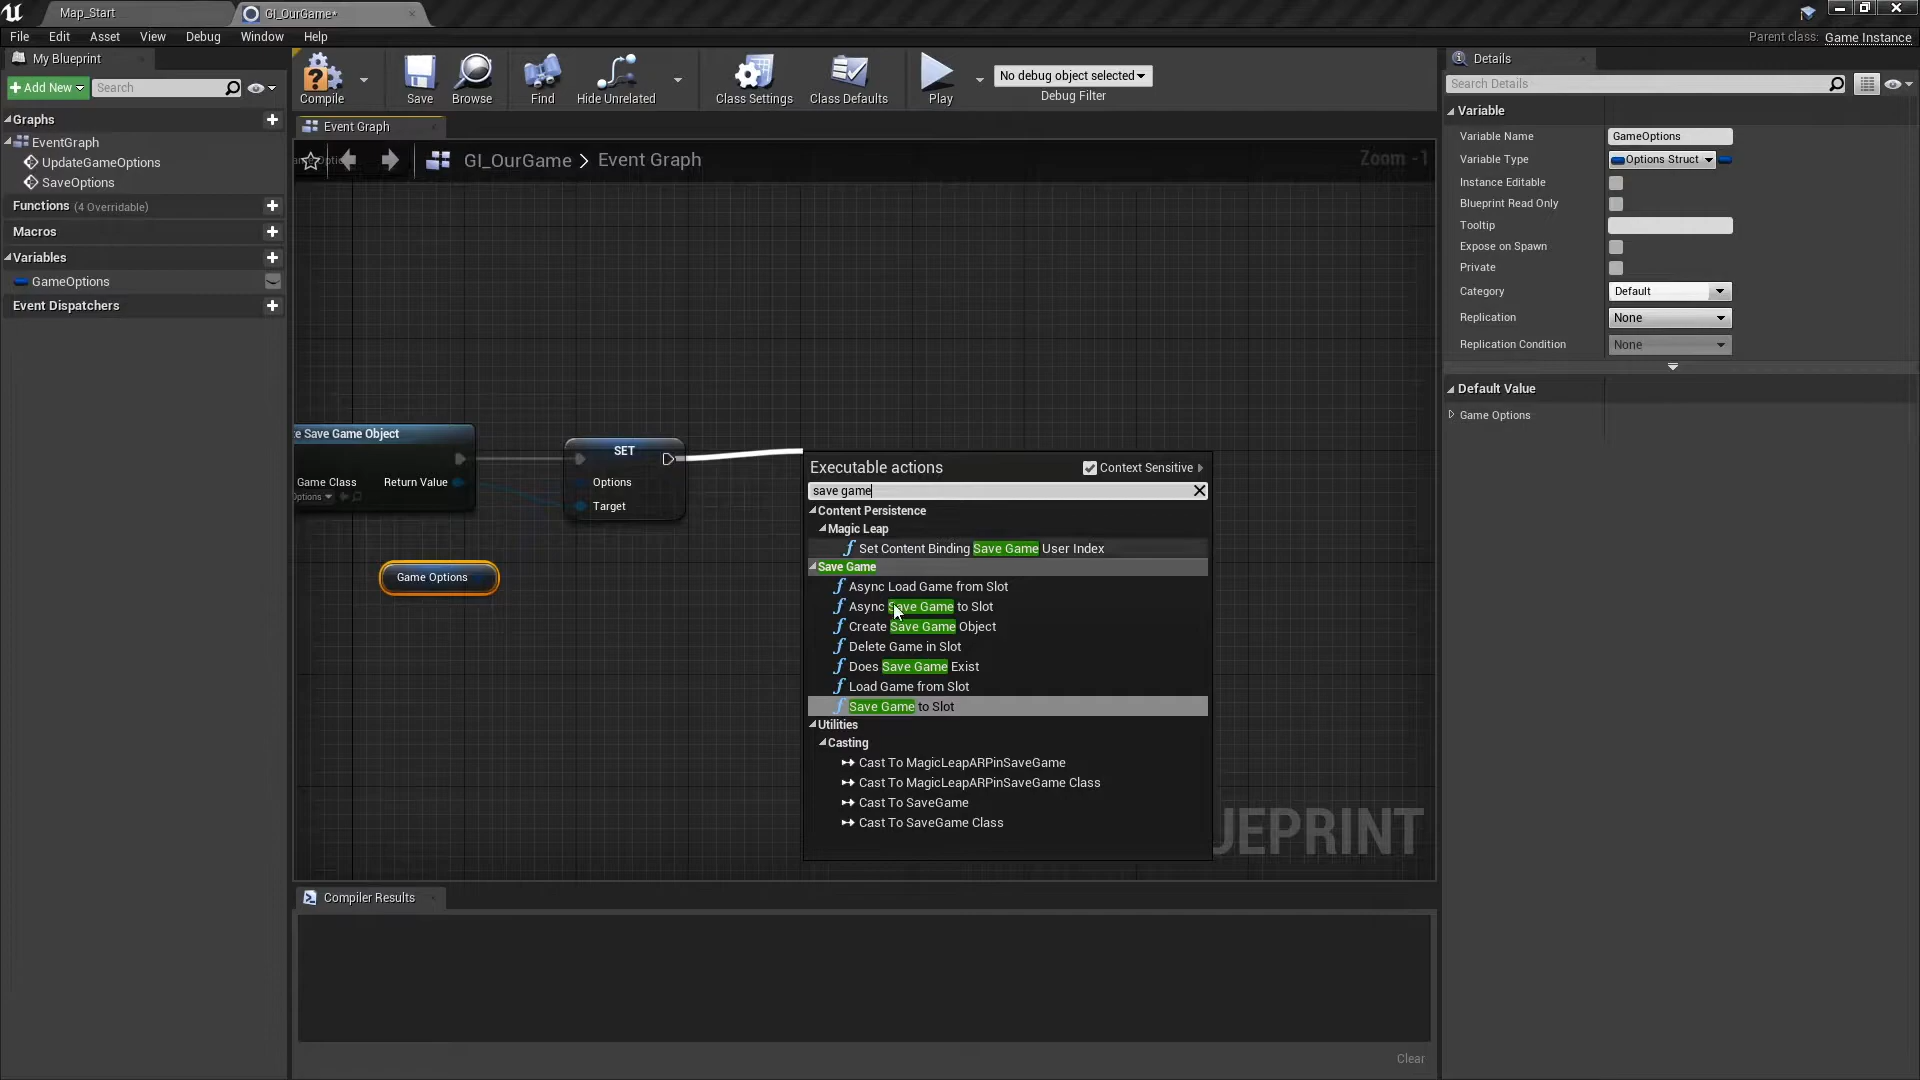 Map_Start
GI_OurGame*
File Edit Asset View Debug Window Help
Parent class: Game Instance
My Blueprint
Add New
Search
Compile
Save
Browse
Find
Hide Unrelated
Class Settings
Class Defaults
Play
No debug object selected
Debug Filter
Details
Search Details
Graphs
EventGraph
UpdateGameOptions
SaveOptions
Functions (4 Overridable)
Macros
Variables
GameOptions
Event Dispatchers
Event Graph
GI_OurGame > Event Graph
Zoom -1
e Save Game Object
Game Class
Return Value
SET
Options
Target
Game Options
Executable actions
Context Sensitive
save game
Content Persistence
Magic Leap
Set Content Binding Save Game User Index
Save Game
Async Load Game from Slot
Async Save Game to Slot
Create Save Game Object
Delete Game in Slot
Does Save Game Exist
Load Game from Slot
Save Game to Slot
Utilities
Casting
Cast To MagicLeapARPinSaveGame
Cast To MagicLeapARPinSaveGame Class
Cast To SaveGame
Cast To SaveGame Class
UEPRINT
Compiler Results
Clear
Variable
Variable Name GameOptions
Variable Type Options Struct
Instance Editable
Blueprint Read Only
Tooltip
Expose on Spawn
Private
Category Default
Replication None
Replication Condition None
Default Value
Game Options